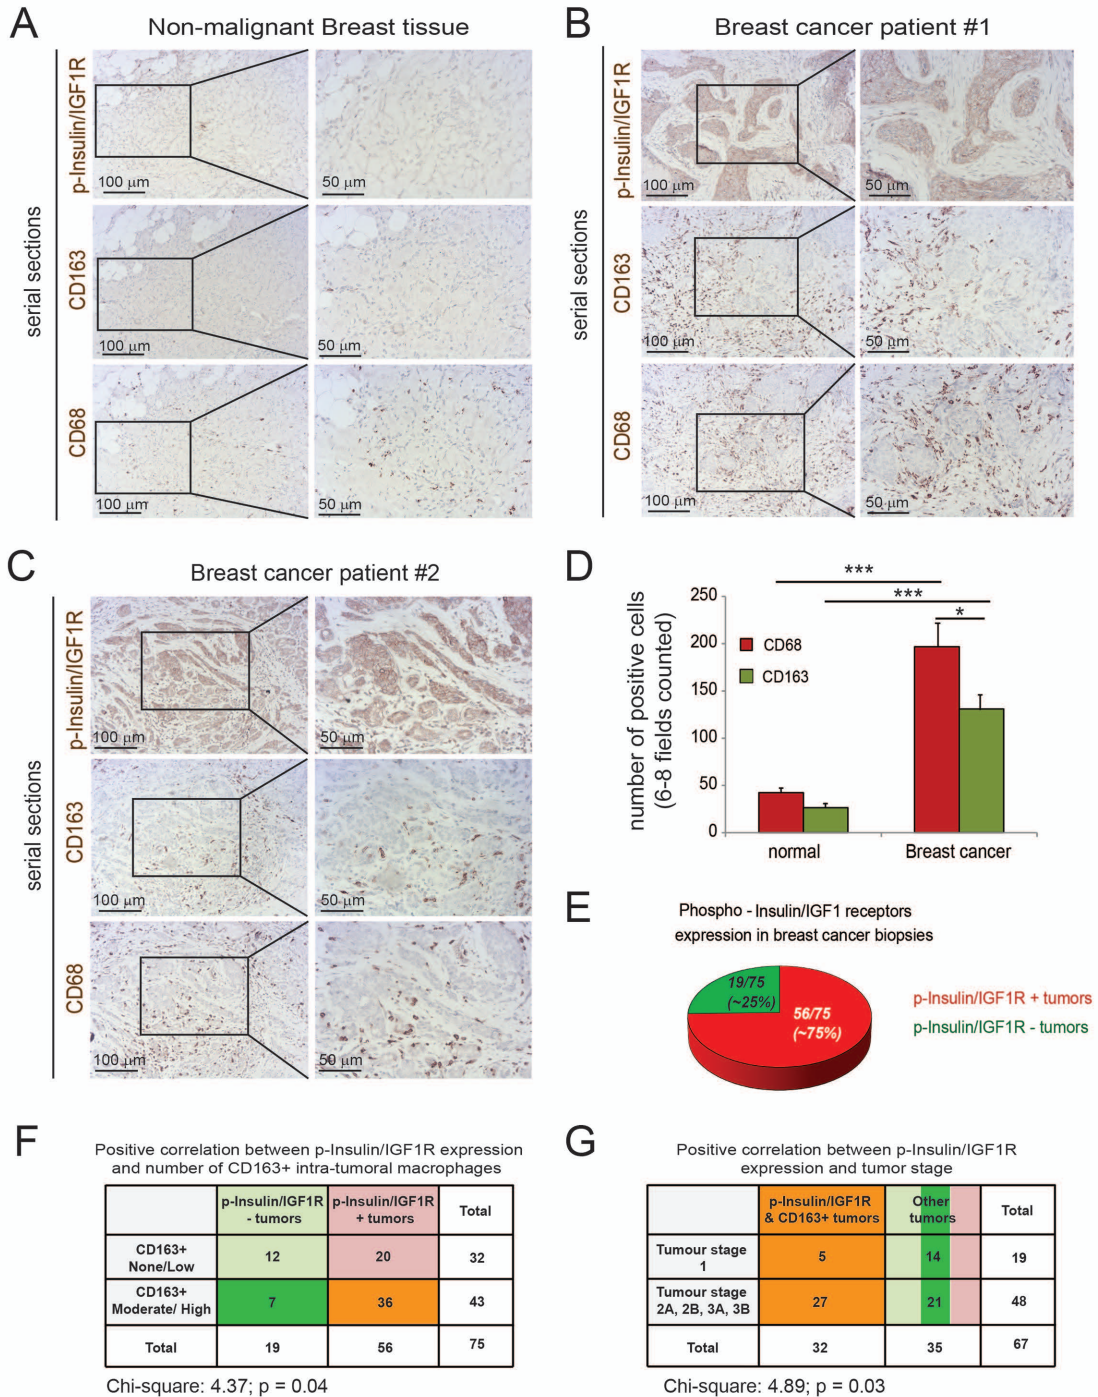 A
Non-malignant Breast tissue
serial sections
p-Insulin/IGF1R
100 µm
50 µm
CD163
100 µm
50 µm
CD68
100 µm
50 µm
B
Breast cancer patient #1
serial sections
p-Insulin/IGF1R
100 µm
50 µm
CD163
100 µm
50 µm
CD68
100 µm
50 µm
C
Breast cancer patient #2
serial sections
p-Insulin/IGF1R
100 µm
50 µm
CD163
100 µm
50 µm
CD68
100 µm
50 µm
D
number of positive cells
(6-8 fields counted)
250
200
150
100
50
0
***
***
*
CD68
CD163
normal
Breast cancer
E
Phospho - Insulin/IGF1 receptors
expression in breast cancer biopsies
19/75
(~25%)
56/75
(~75%)
p-Insulin/IGF1R + tumors
p-Insulin/IGF1R - tumors
F
Positive correlation between p-Insulin/IGF1R expression
and number of CD163+ intra-tumoral macrophages
p-Insulin/IGF1R
- tumors
p-Insulin/IGF1R
+ tumors
Total
CD163+
None/Low
12
20
32
CD163+
Moderate/ High
7
36
43
Total
19
56
75
Chi-square: 4.37; p = 0.04
G
Positive correlation between p-Insulin/IGF1R
expression and tumor stage
p-Insulin/IGF1R
& CD163+ tumors
Other
tumors
Total
Tumour stage
1
5
14
19
Tumour stage
2A, 2B, 3A, 3B
27
21
48
Total
32
35
67
Chi-square: 4.89; p = 0.03